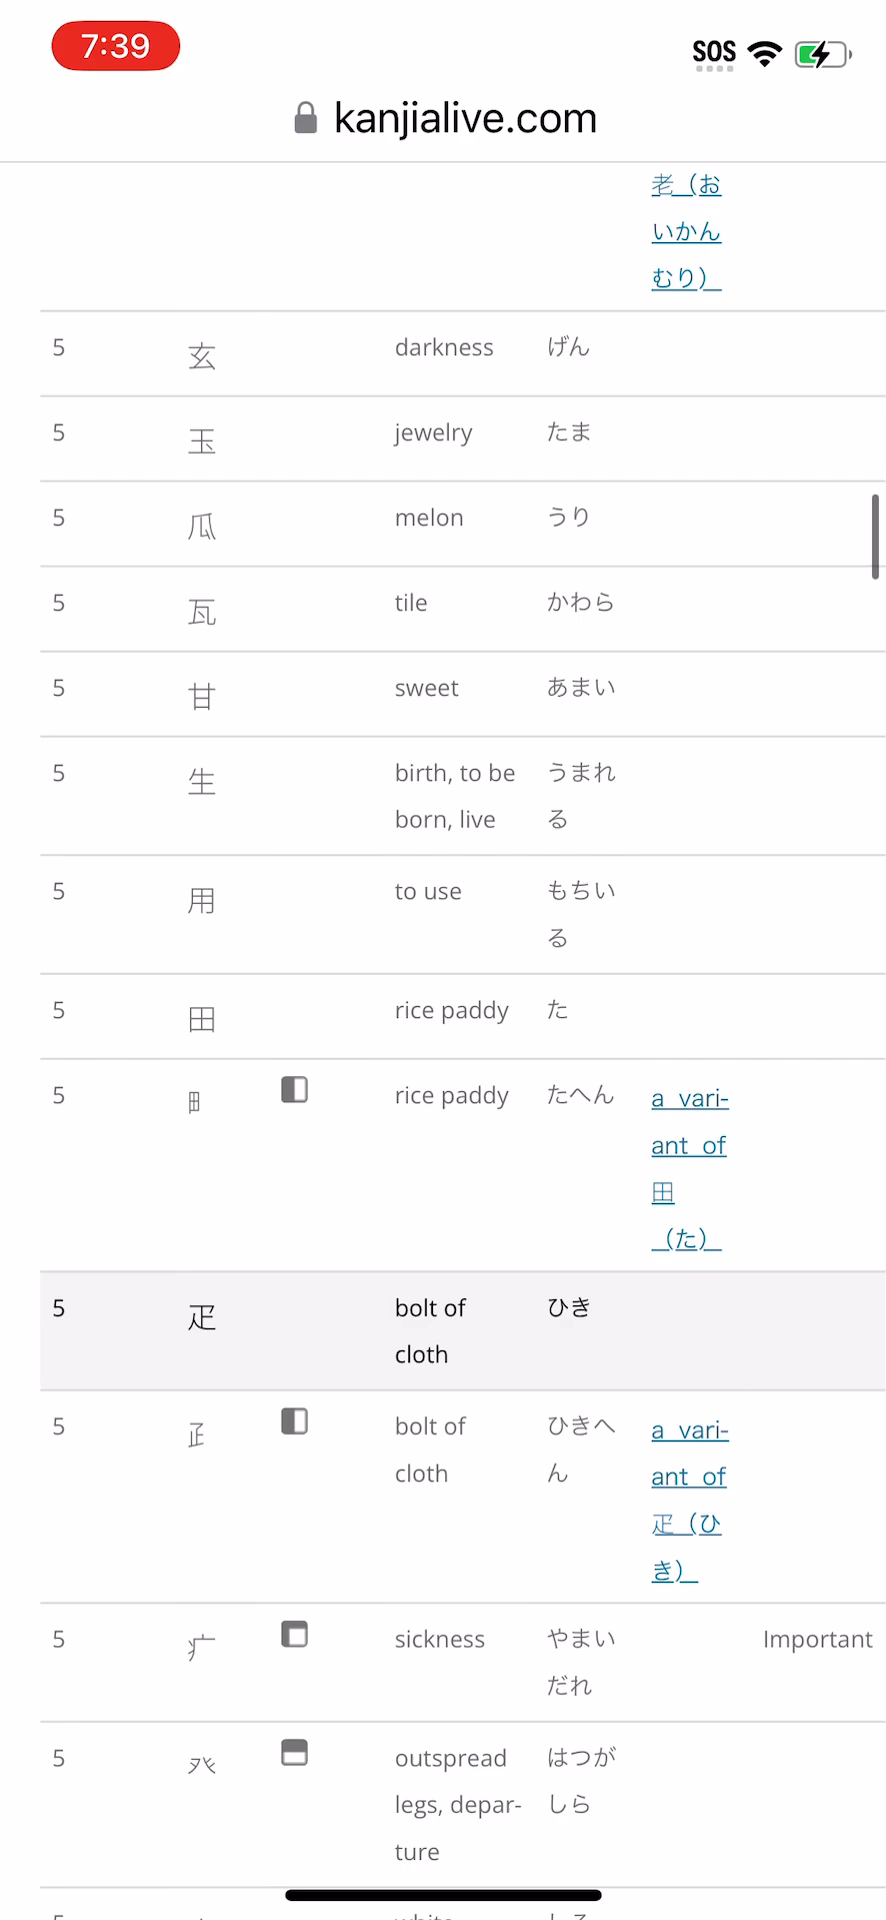 7:39
SOS
kanjialive.com
老（お
いかん
むり）
5 玄 darkness げん
5 玉 jewelry たま
5 瓜 melon うり
5 瓦 tile かわら
5 甘 sweet あまい
5 生 birth, to be うまれ
born, live る
5 用 to use もちい
る
5 田 rice paddy た
5 田 rice paddy たへん a vari-
ant of
田
（た）
5 疋 bolt of ひき
cloth
5 𤴔 bolt of ひきへ a vari-
cloth ん ant of
疋（ひ
き）
5 疒 sickness やまい Important
だれ
5 癶 outspread はつが
legs, depar- しら
ture